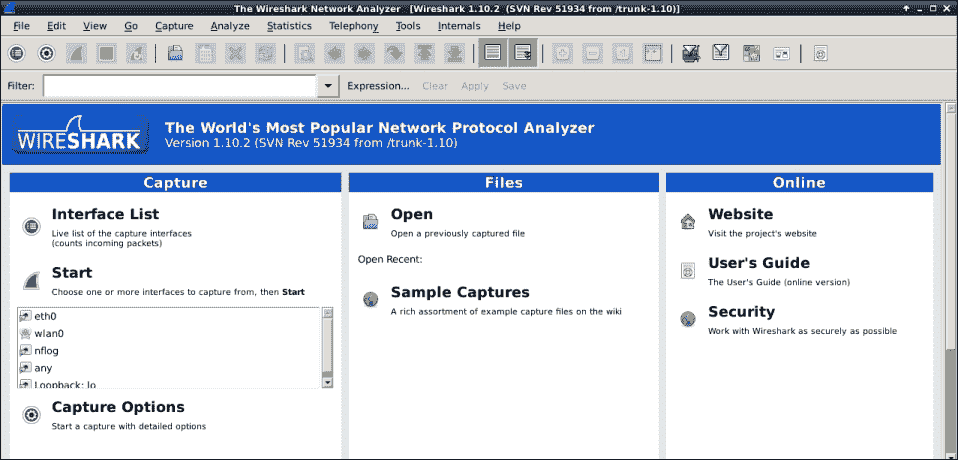 The Wireshark Network Analyzer [Wireshark 1.10.2 (SVN Rev 51934 from /trunk-1.10)]
File Edit View Go Capture Analyze Statistics Telephony Tools Internals Help
Filter: Expression... Clear Apply Save
WIRESHARK
The World's Most Popular Network Protocol Analyzer
Version 1.10.2 (SVN Rev 51934 from /trunk-1.10)
Capture
Interface List
Live list of the capture interfaces
(counts incoming packets)
Start
Choose one or more interfaces to capture from, then Start
eth0
wlan0
nflog
any
Loopback: lo
Capture Options
Start a capture with detailed options
Files
Open
Open a previously captured file
Open Recent:
Sample Captures
A rich assortment of example capture files on the wiki
Online
Website
Visit the project's website
User's Guide
The User's Guide (online version)
Security
Work with Wireshark as securely as possible